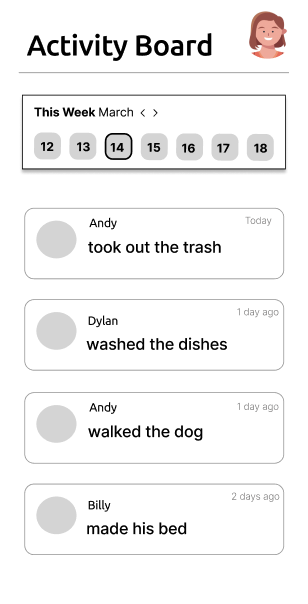 Activity Board
This Week March < >
12 13 14 15 16 17 18
Andy
Today
took out the trash
Dylan
1 day ago
washed the dishes
Andy
1 day ago
walked the dog
Billy
2 days ago
made his bed